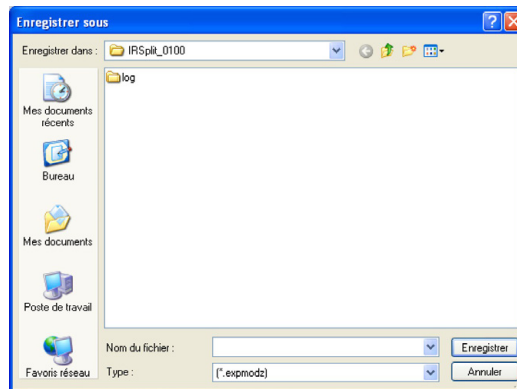 Enregistrer sous
Enregistrer dans :
IRSplit_0100
log
Mes documents
récents
Bureau
Mes documents
Poste de travail
Favoris réseau
Nom du fichier :
Enregistrer
Type :
(*.expmodz)
Annuler